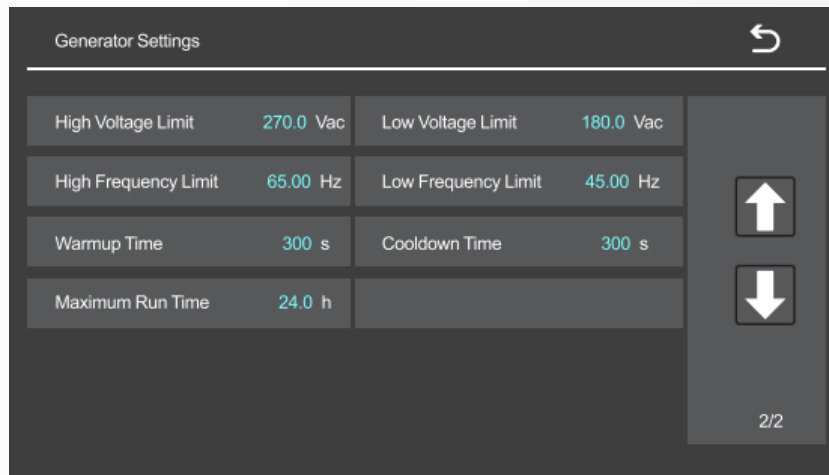 Generator Settings
High Voltage Limit 270.0 Vac Low Voltage Limit 180.0 Vac
High Frequency Limit 65.00 Hz Low Frequency Limit 45.00 Hz
Warmup Time 300 s Cooldown Time 300 s
Maximum Run Time 24.0 h
2/2